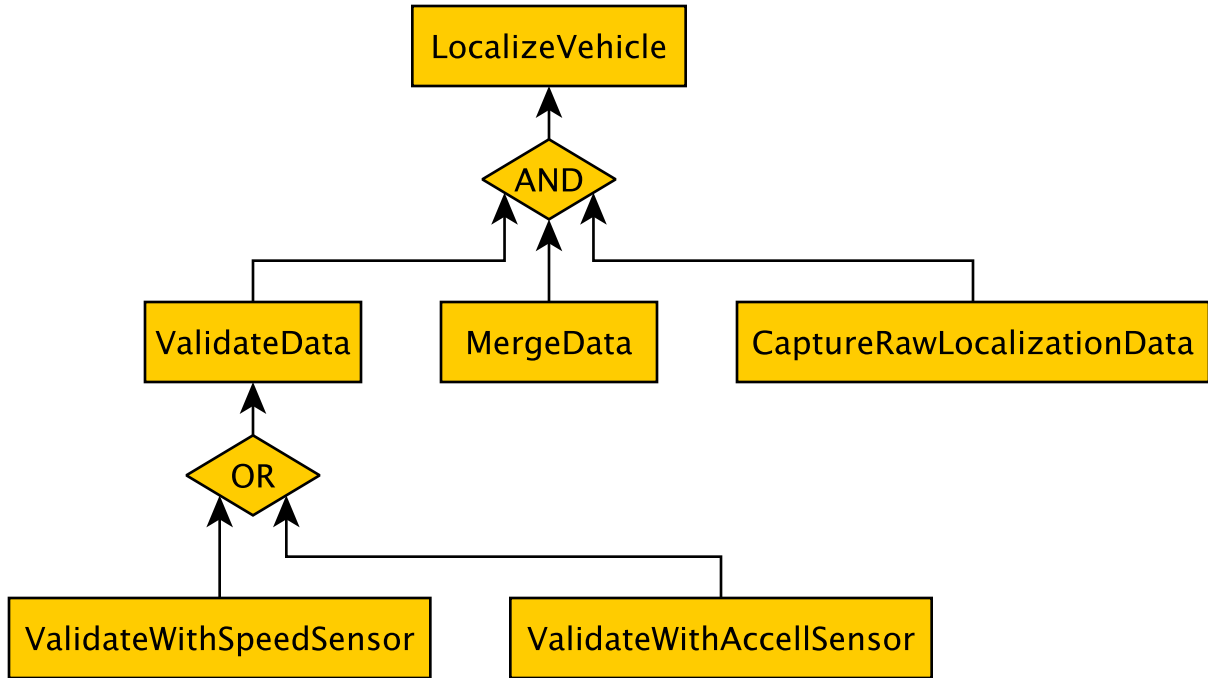 LocalizeVehicle
AND
ValidateData
MergeData
CaptureRawLocalizationData
OR
ValidateWithSpeedSensor
ValidateWithAccellSensor